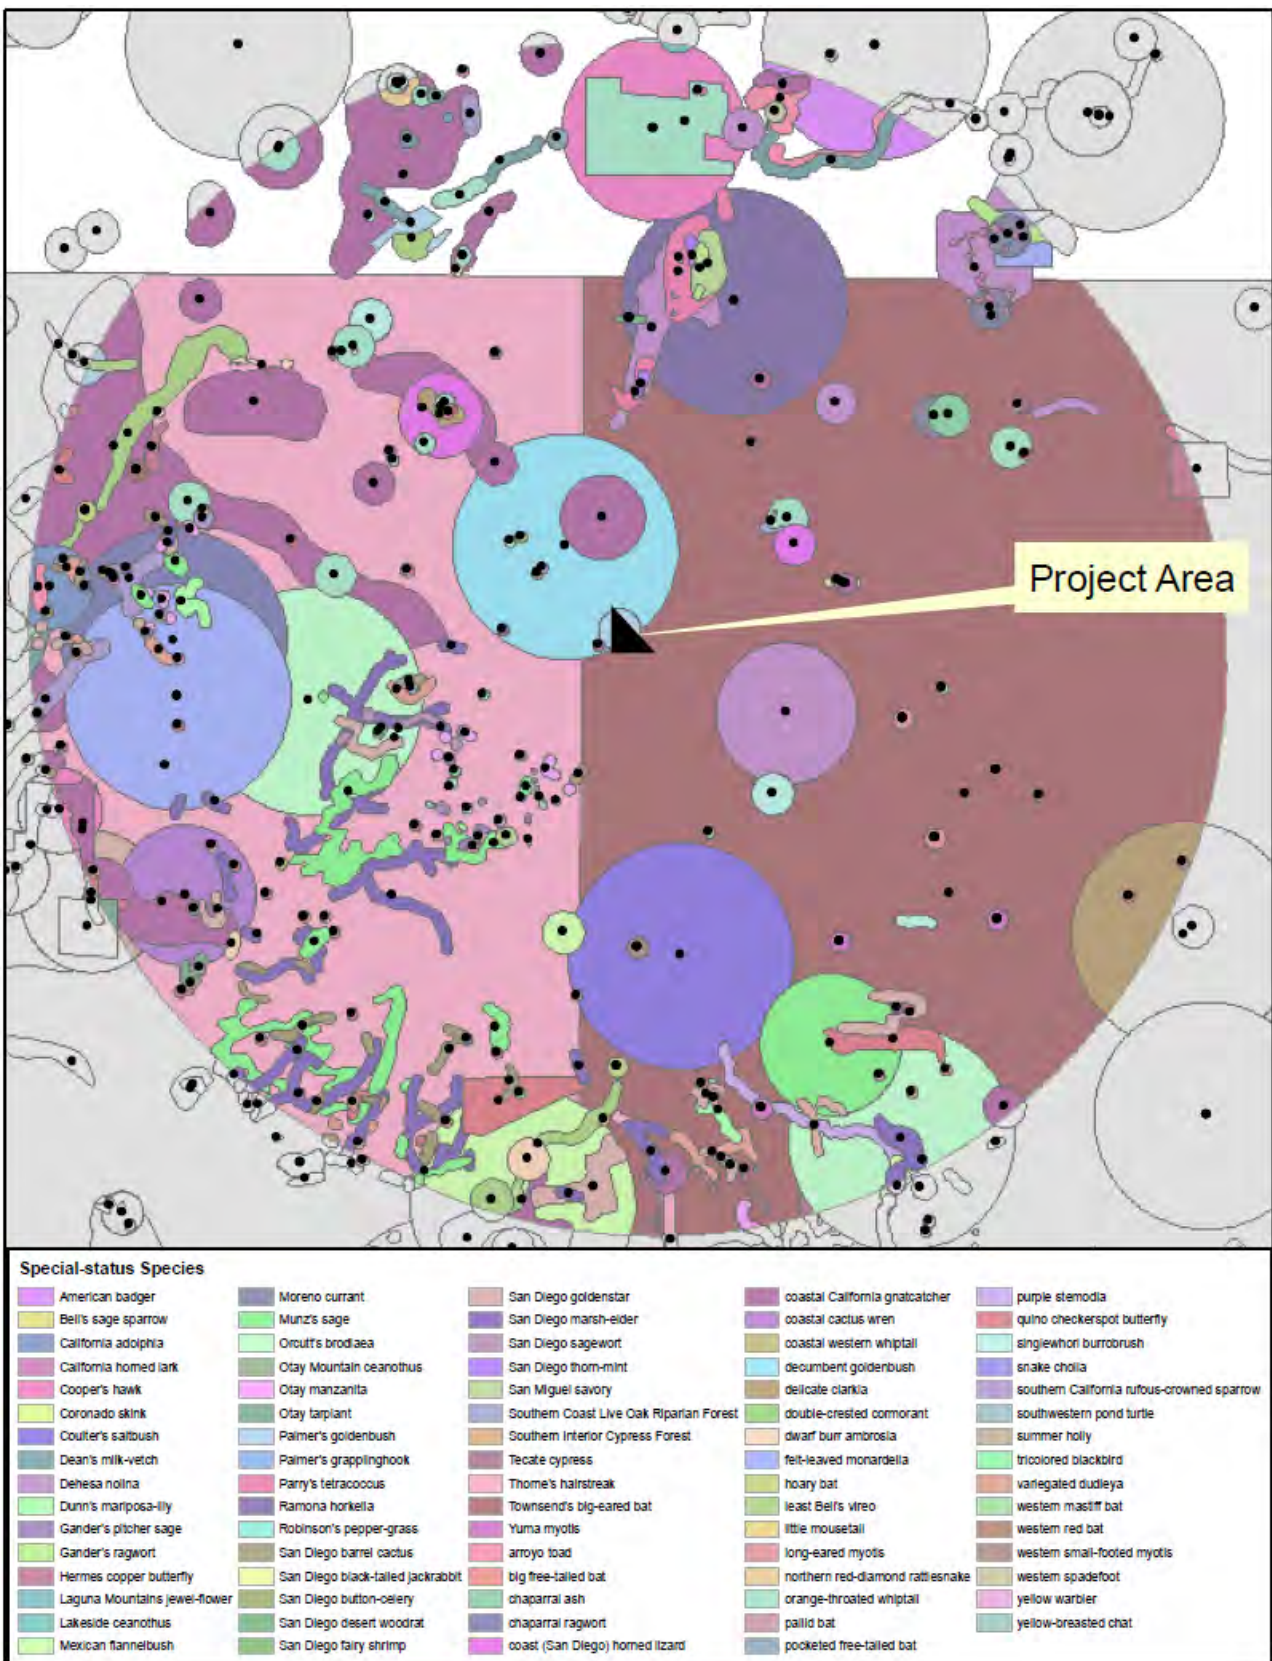 Project Area
Special-status Species
American badger
Bell's sage sparrow
California adolphia
California horned lark
Cooper's hawk
Coronado skink
Coulter's saltbush
Dean's milk-vetch
Dehesa nolina
Dunn's mariposa-lily
Gander's pitcher sage
Gander's ragwort
Hermes copper butterfly
Laguna Mountains jewel-flower
Lakeside ceanothus
Mexican flannelbush
Moreno currant
Munz's sage
Orcutt's brodiaea
Otay Mountain ceanothus
Otay manzanita
Otay tarplant
Palmer's goldenbush
Palmer's grapplinghook
Parry's tetracoccus
Ramona horkelia
Robinson's pepper-grass
San Diego barrel cactus
San Diego black-tailed jackrabbit
San Diego button-celery
San Diego desert woodrat
San Diego fairy shrimp
San Diego goldenstar
San Diego marsh-elder
San Diego sagewort
San Diego thorn-mint
San Miguel savory
Southern Coast Live Oak Riparian Forest
Southern Interior Cypress Forest
Tecate cypress
Thorne's hairstreak
Townsend's big-eared bat
Yuma myotis
arroyo toad
big free-tailed bat
chaparral ash
chaparral ragwort
coast (San Diego) horned lizard
coastal California gnatcatcher
coastal cactus wren
coastal western whiptail
decumbent goldenbush
delicate clarkia
double-crested cormorant
dwarf burr ambrosia
felt-leaved monardella
hoary bat
least Bell's vireo
little mousetail
long-eared myotis
northern red-diamond rattlesnake
orange-throated whiptail
pallid bat
pocketed free-tailed bat
purple stemodia
quino checkerspot butterfly
singlewhorl burrobrush
snake cholla
southern California rufous-crowned sparrow
southwestern pond turtle
summer holly
tricolored blackbird
variegated dudleya
western mastiff bat
western red bat
western small-footed myotis
western spadefoot
yellow warbler
yellow-breasted chat